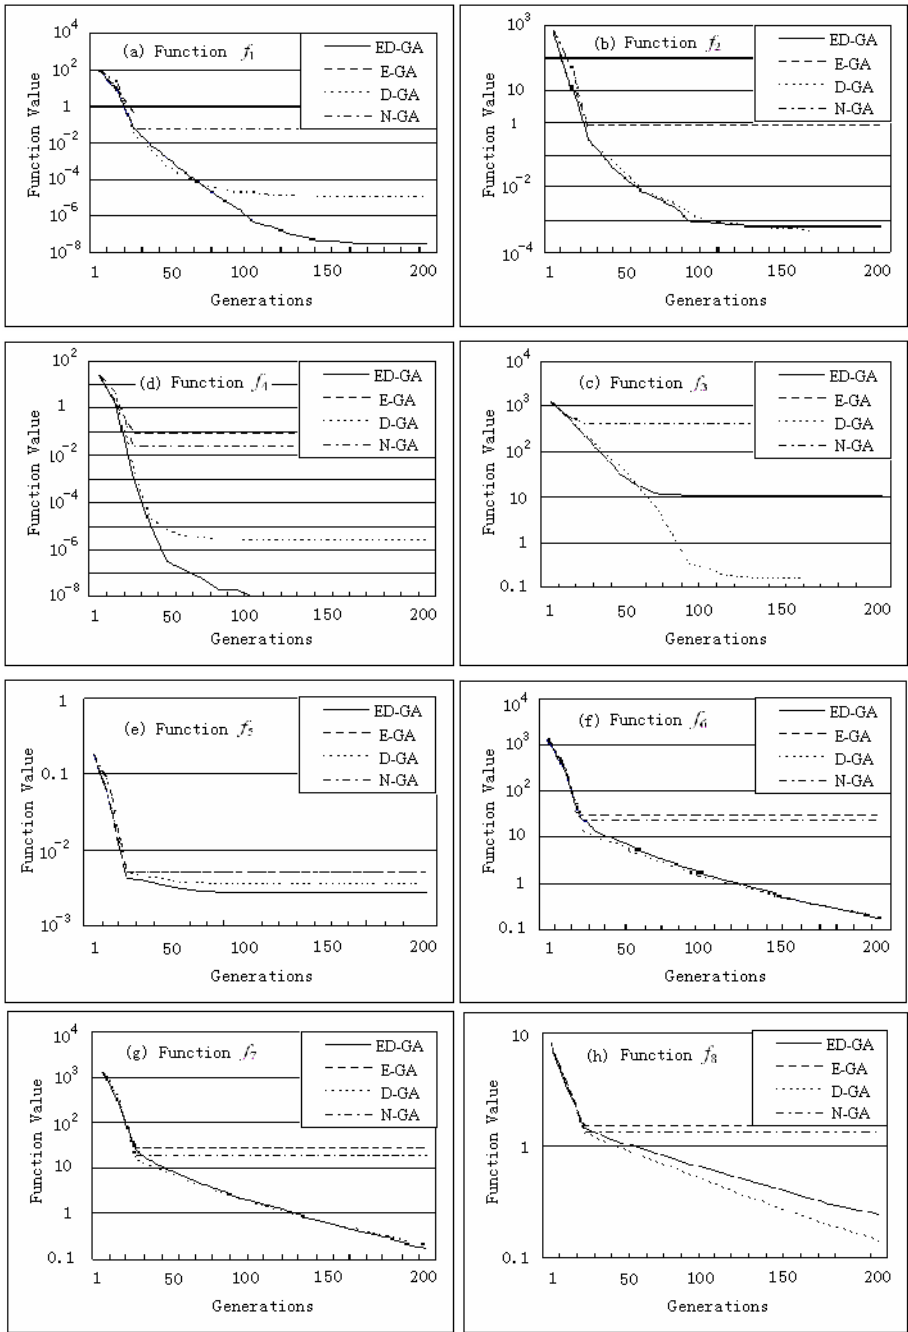 (a) Function f1
ED-GA
E-GA
D-GA
N-GA
10^4
10^2
1
10^-2
10^-4
10^-6
10^-8
Function Value
1 50 100 150 200
Generations
(b) Function f2
ED-GA
E-GA
D-GA
N-GA
10^3
10
1
10^-2
10^-4
Function Value
1 50 100 150 200
Generations
(d) Function f4
ED-GA
E-GA
D-GA
N-GA
10^2
1
10^-2
10^-4
10^-6
10^-8
Function Value
1 50 100 150 200
Generations
(c) Function f3
ED-GA
E-GA
D-GA
N-GA
10^4
10^3
10^2
10
1
0.1
Function Value
1 50 100 150 200
Generations
(e) Function f5
ED-GA
E-GA
D-GA
N-GA
1
0.1
10^-2
10^-3
Function Value
1 50 100 150 200
Generations
(f) Function f6
ED-GA
E-GA
D-GA
N-GA
10^4
10^3
10^2
10
1
0.1
Function Value
1 50 100 150 200
Generations
(g) Function f7
ED-GA
E-GA
D-GA
N-GA
10^4
10^3
10^2
10
1
0.1
Function Value
1 50 100 150 200
Generations
(h) Function f8
ED-GA
E-GA
D-GA
N-GA
10
1
0.1
Function Value
1 50 100 150 200
Generations